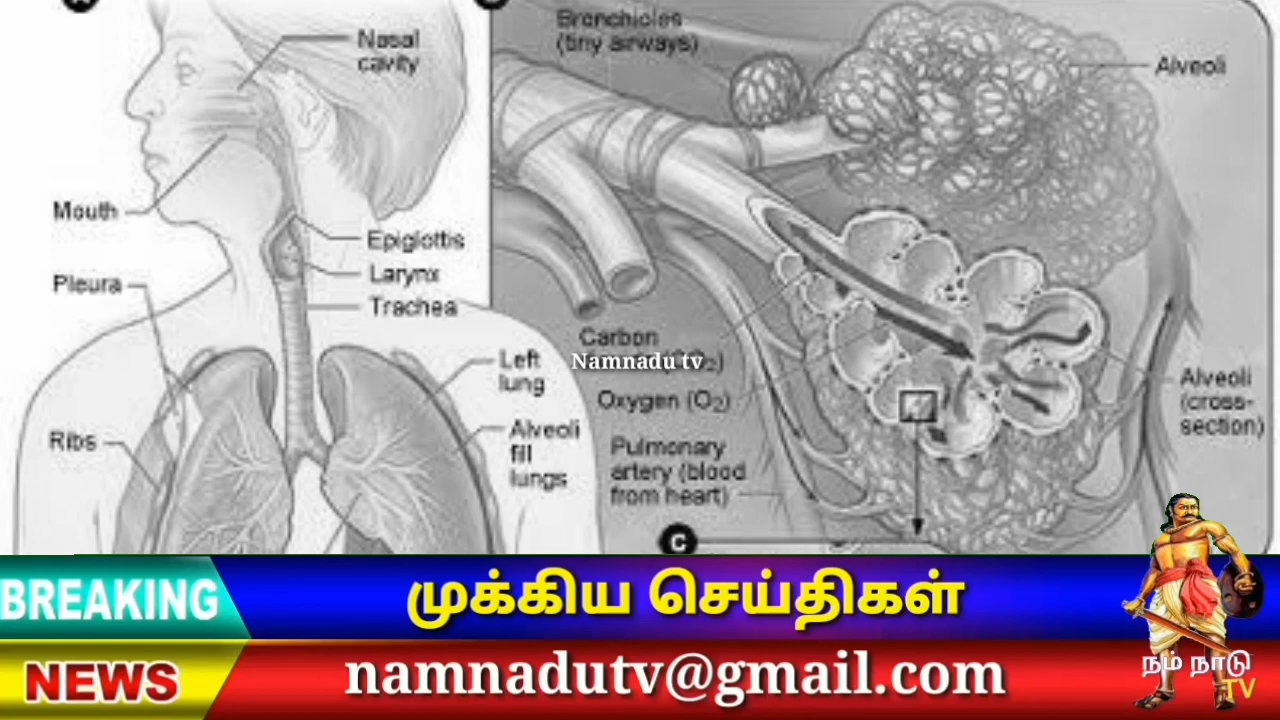 A
Nasal
cavity
Mouth
Epiglottis
Larynx
Trachea
Pleura
Left
lung
Ribs
Alveoli
fill
lungs
Bronchioles
(tiny airways)
Alveoli
Carbon
Namnadu tv
Oxygen (O₂)
Pulmonary
artery (blood
from heart)
Alveoli
(cross-
section)
C
BREAKING
NEWS
முக்கிய செய்திகள்
namnadutv@gmail.com
நம் நாடு
TV